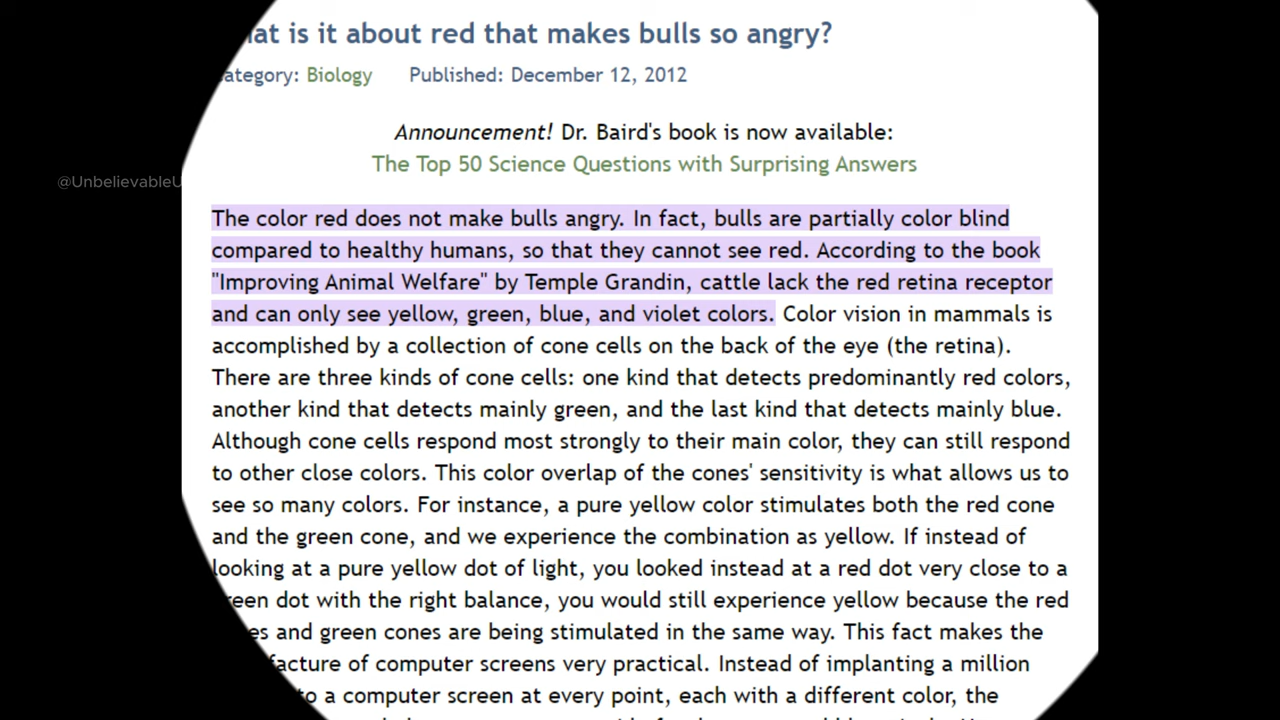 at is it about red that makes bulls so angry?
ategory: Biology Published: December 12, 2012
Announcement! Dr. Baird's book is now available:
The Top 50 Science Questions with Surprising Answers
@UnbelievableU
The color red does not make bulls angry. In fact, bulls are partially color blind
compared to healthy humans, so that they cannot see red. According to the book
"Improving Animal Welfare" by Temple Grandin, cattle lack the red retina receptor
and can only see yellow, green, blue, and violet colors. Color vision in mammals is
accomplished by a collection of cone cells on the back of the eye (the retina).
There are three kinds of cone cells: one kind that detects predominantly red colors,
another kind that detects mainly green, and the last kind that detects mainly blue.
Although cone cells respond most strongly to their main color, they can still respond
to other close colors. This color overlap of the cones' sensitivity is what allows us to
see so many colors. For instance, a pure yellow color stimulates both the red cone
and the green cone, and we experience the combination as yellow. If instead of
looking at a pure yellow dot of light, you looked instead at a red dot very close to a
reen dot with the right balance, you would still experience yellow because the red
es and green cones are being stimulated in the same way. This fact makes the
facture of computer screens very practical. Instead of implanting a million
to a computer screen at every point, each with a different color, the